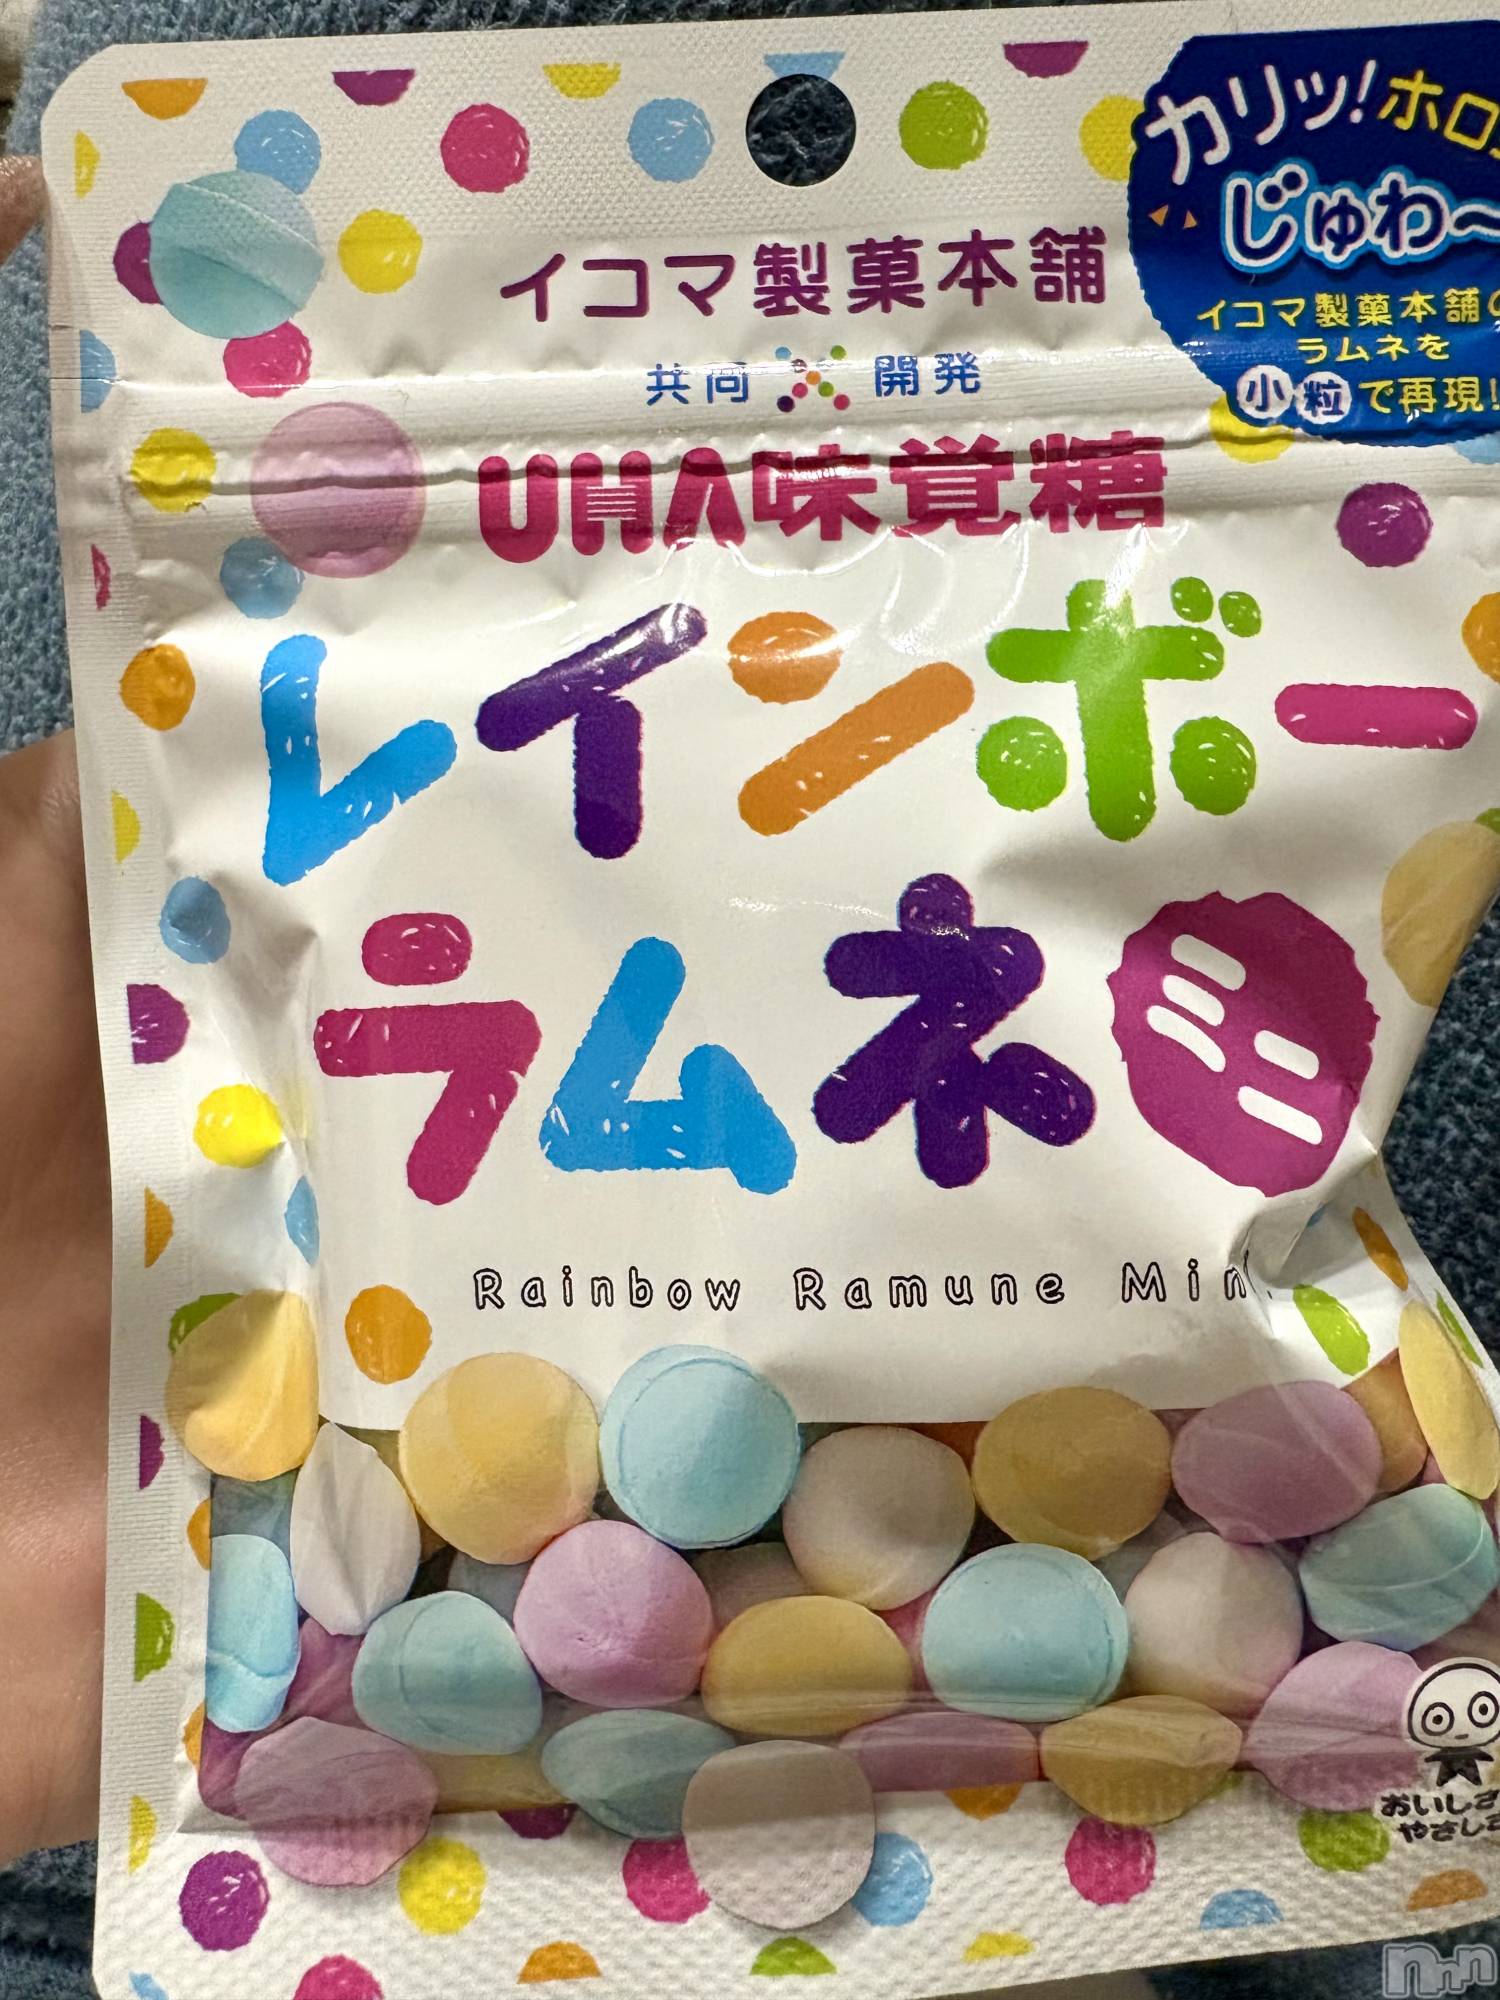 カリッ!ホロ
じゅわ〜
イコマ製菓本舗の
ラムネを
小粒で再現!
イコマ製菓本舗
共同×開発
UHA味覚糖
レインボー
ラムネミニ
Rainbow Ramune Mini
おいしさ
やさしさ
nnn